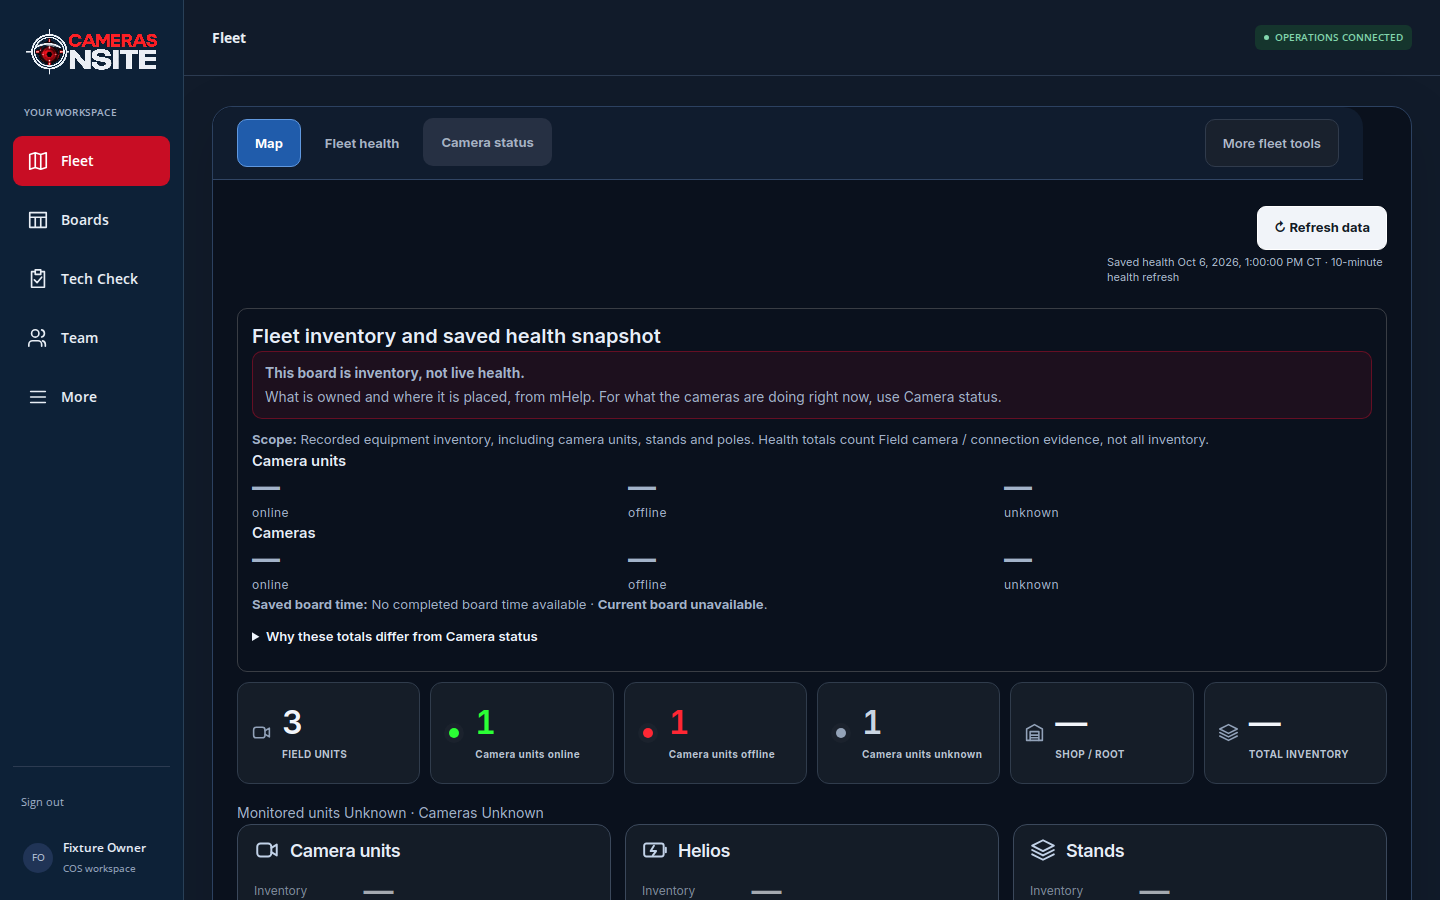 CAMERAS
NSITE
YOUR WORKSPACE
Fleet
Boards
Tech Check
Team
More
Sign out
FO
Fixture Owner
COS workspace
Fleet
OPERATIONS CONNECTED
Map
Fleet health
Camera status
More fleet tools
↻ Refresh data
Saved health Oct 6, 2026, 1:00:00 PM CT · 10-minute
health refresh
Fleet inventory and saved health snapshot
This board is inventory, not live health.
What is owned and where it is placed, from mHelp. For what the cameras are doing right now, use Camera status.
Scope: Recorded equipment inventory, including camera units, stands and poles. Health totals count Field camera / connection evidence, not all inventory.
Camera units
— — —
online offline unknown
Cameras
— — —
online offline unknown
Saved board time: No completed board time available · Current board unavailable.
▶ Why these totals differ from Camera status
3
FIELD UNITS
1
Camera units online
1
Camera units offline
1
Camera units unknown
—
SHOP / ROOT
—
TOTAL INVENTORY
Monitored units Unknown · Cameras Unknown
Camera units
Inventory —
Helios
Inventory —
Stands
Inventory —